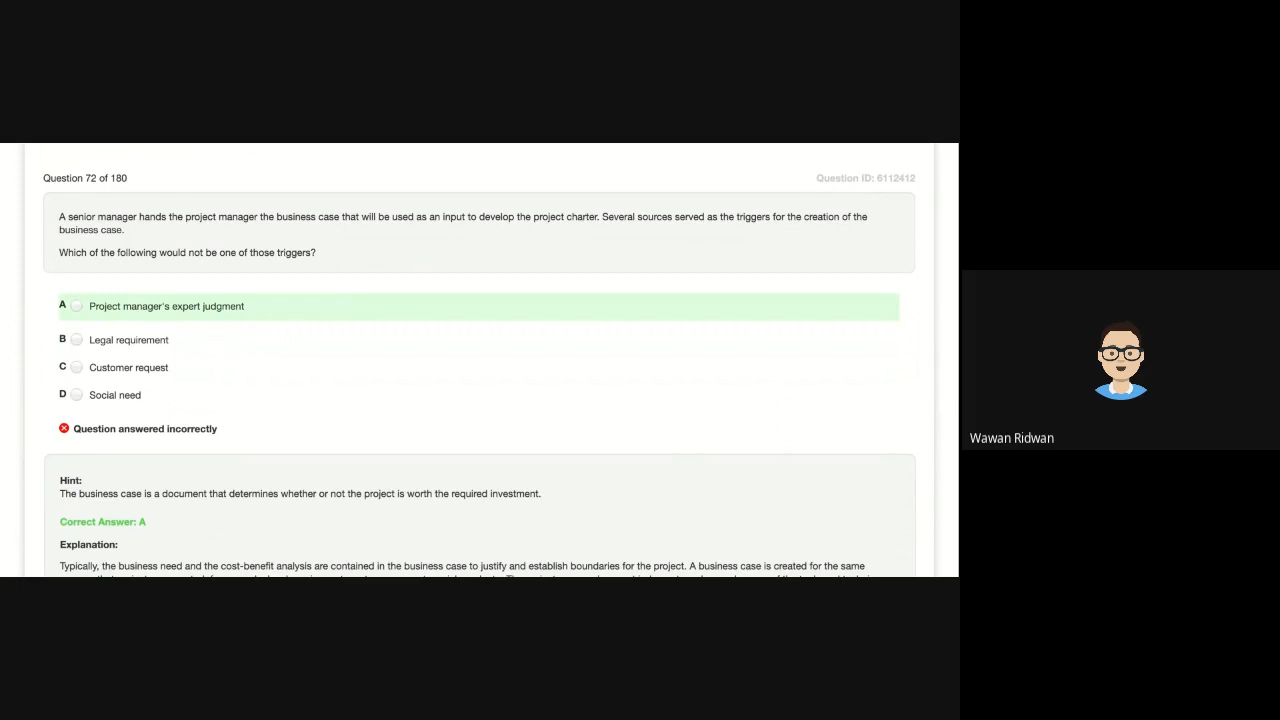 Question 72 of 180
Question ID: 6112412
A senior manager hands the project manager the business case that will be used as an input to develop the project charter. Several sources served as the triggers for the creation of the
business case.
Which of the following would not be one of those triggers?
A Project manager's expert judgment
B Legal requirement
C Customer request
D Social need
Question answered incorrectly
Hint:
The business case is a document that determines whether or not the project is worth the required investment.
Correct Answer: A
Explanation:
Typically, the business need and the cost-benefit analysis are contained in the business case to justify and establish boundaries for the project. A business case is created for the same
Wawan Ridwan